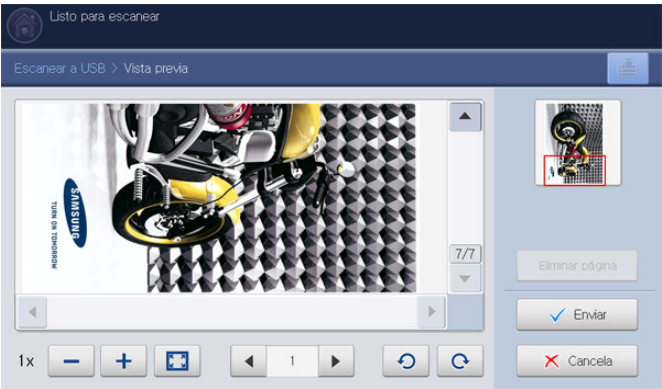 Listo para escanear
Escanear a USB > Vista previa
SAMSUNG
TURN ON TOMORROW
7/7
Eliminar página
Enviar
1x
1
Cancela